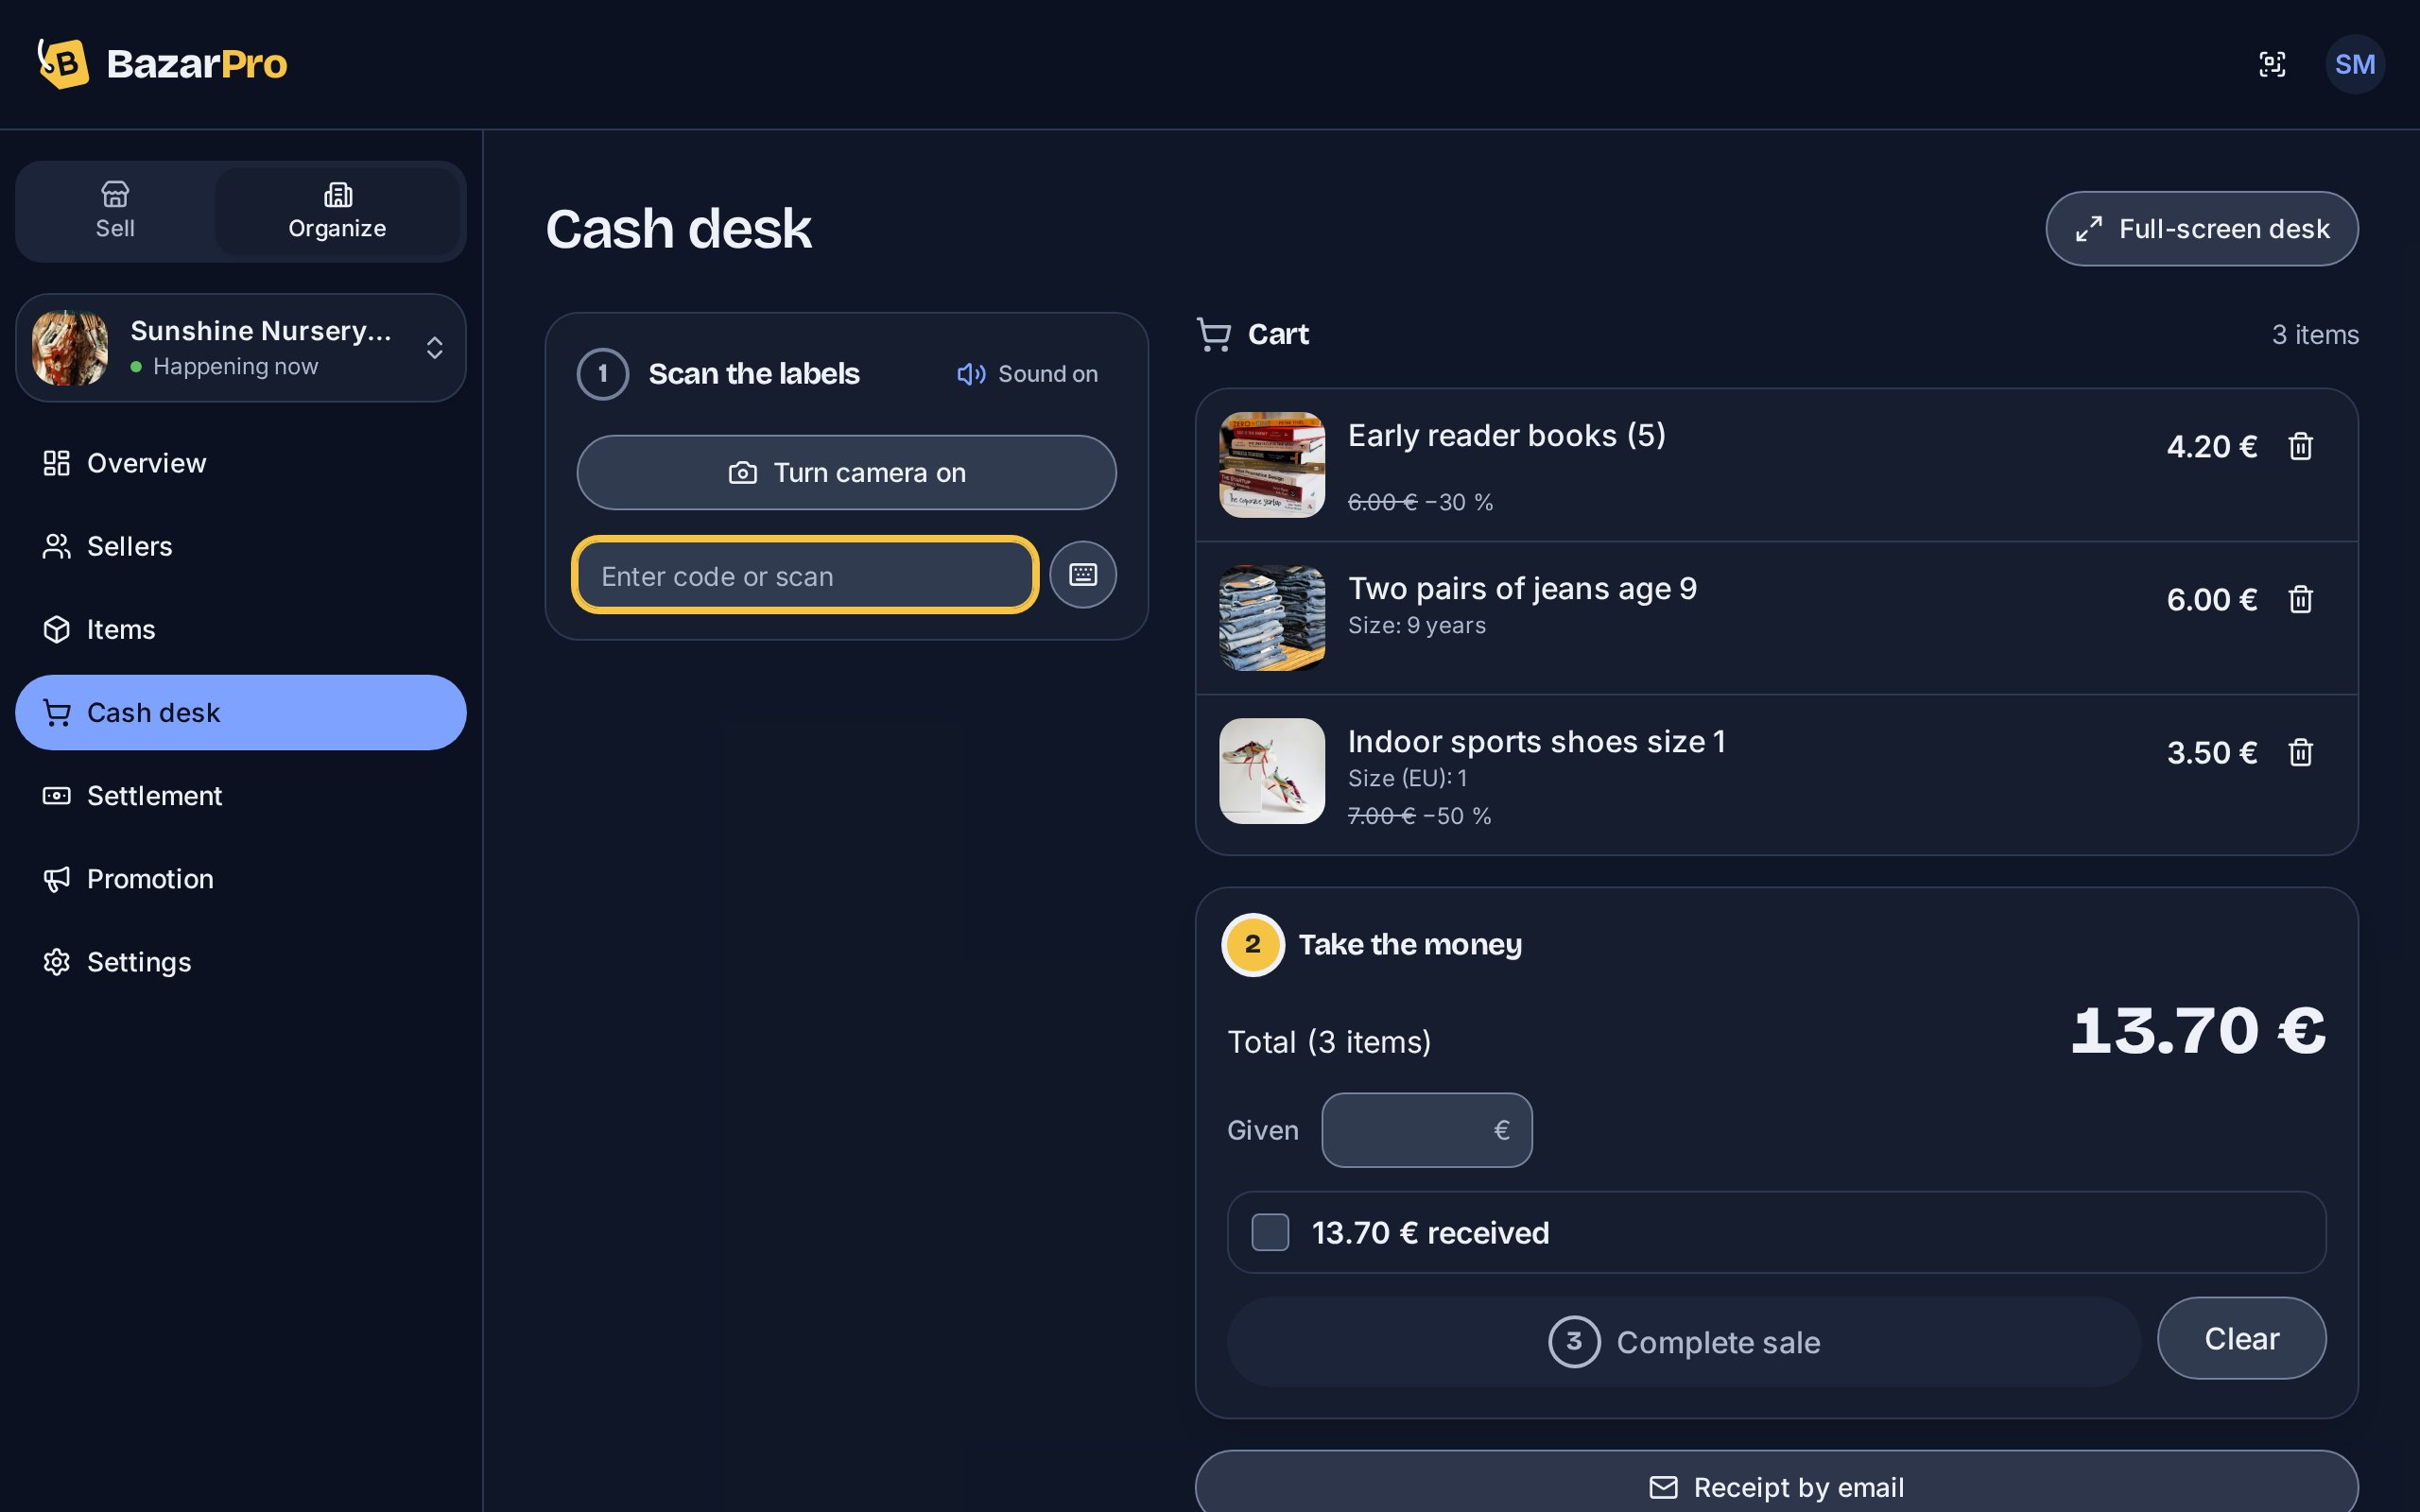 B BazarPro
SM
Sell
Organize
Sunshine Nursery...
Happening now
Overview
Sellers
Items
Cash desk
Settlement
Promotion
Settings
Cash desk
Full-screen desk
1 Scan the labels
Sound on
Turn camera on
Enter code or scan
Cart
3 items
Early reader books (5)
4.20 €
6.00 € −30 %
Two pairs of jeans age 9
6.00 €
Size: 9 years
Indoor sports shoes size 1
3.50 €
Size (EU): 1
7.00 € −50 %
2 Take the money
Total (3 items)
13.70 €
Given
€
13.70 € received
3 Complete sale
Clear
Receipt by email